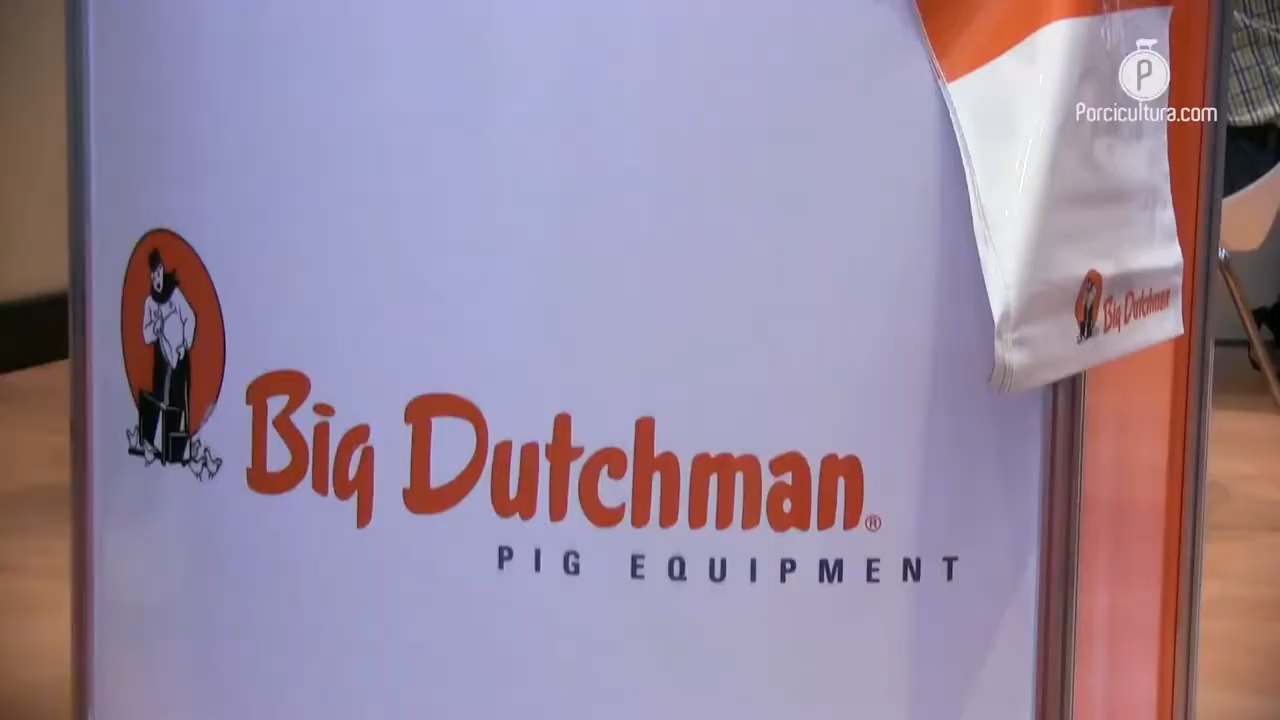 P
Porcicultura.com
Big Dutchman
Big Dutchman®
PIG EQUIPMENT